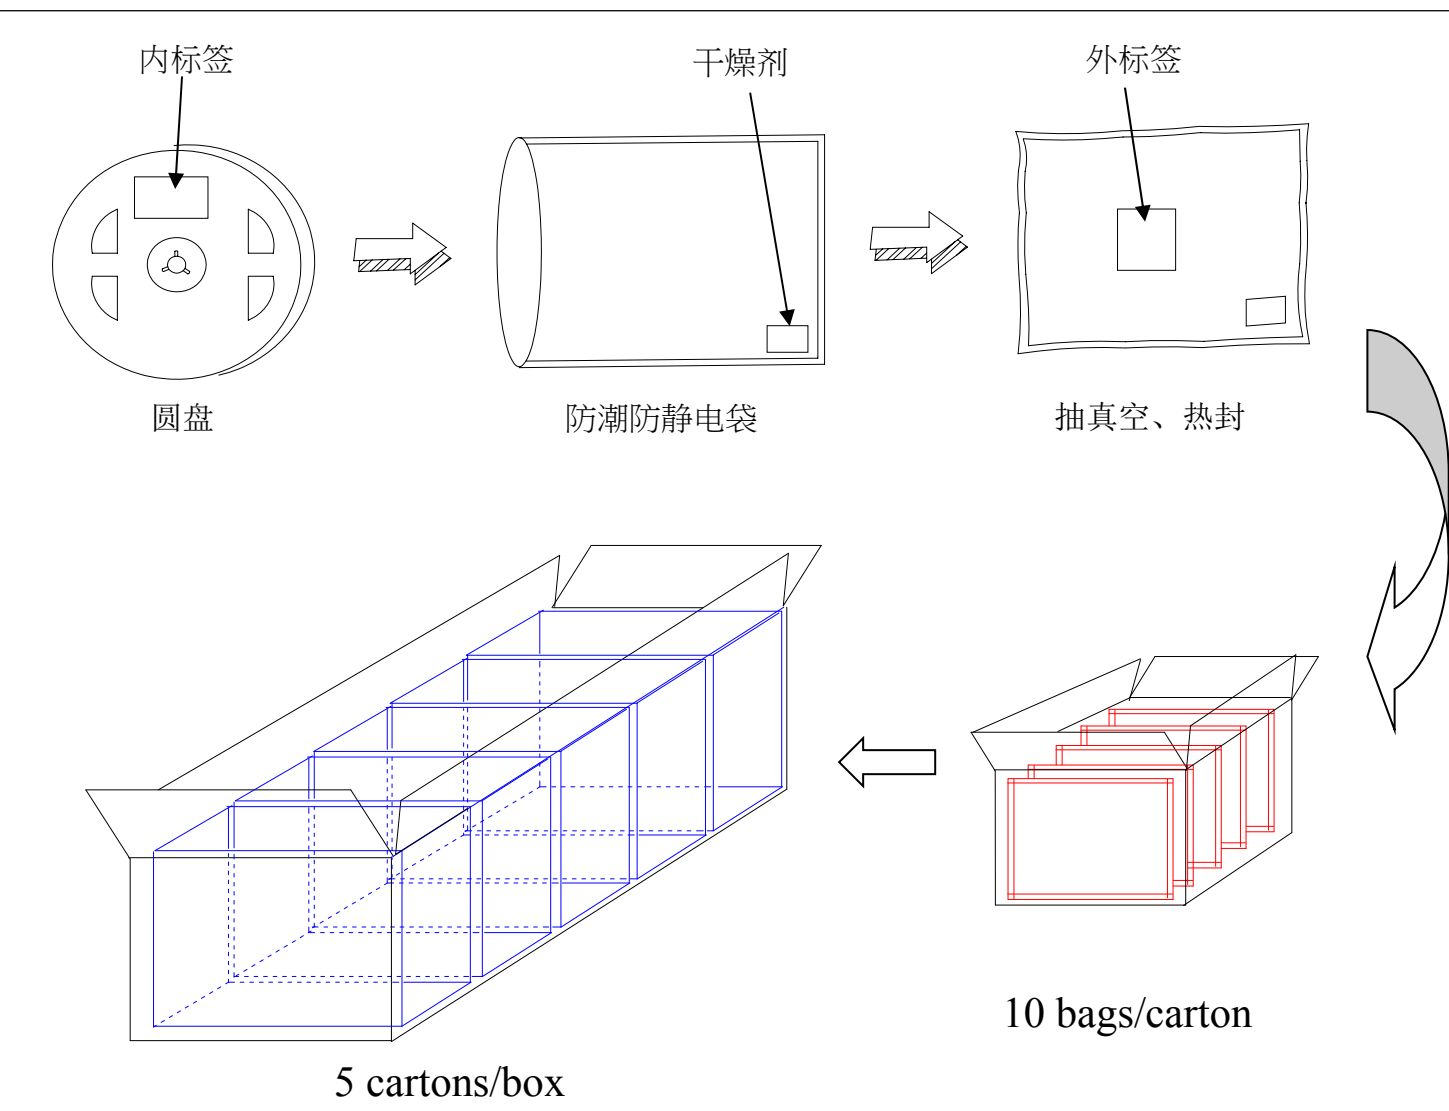 内标签
干燥剂
外标签
圆盘
防潮防静电袋
抽真空、热封
10 bags/carton
5 cartons/box